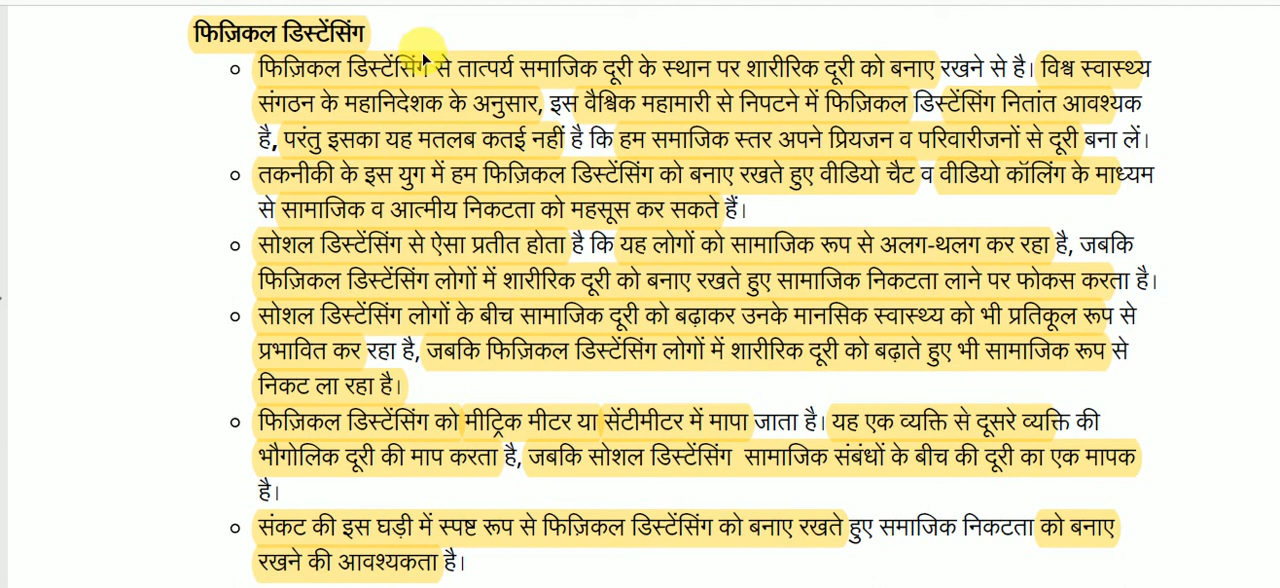 फिज़िकल डिस्टेंसिंग
फिज़िकल डिस्टेंसिंग से तात्पर्य समाजिक दूरी के स्थान पर शारीरिक दूरी को बनाए रखने से है। विश्व स्वास्थ्य
संगठन के महानिदेशक के अनुसार, इस वैश्विक महामारी से निपटने में फिज़िकल डिस्टेंसिंग नितांत आवश्यक
है, परंतु इसका यह मतलब कतई नहीं है कि हम समाजिक स्तर अपने प्रियजन व परिवारीजनों से दूरी बना लें।
तकनीकी के इस युग में हम फिज़िकल डिस्टेंसिंग को बनाए रखते हुए वीडियो चैट व वीडियो कॉलिंग के माध्यम
से सामाजिक व आत्मीय निकटता को महसूस कर सकते हैं।
सोशल डिस्टेंसिंग से ऐसा प्रतीत होता है कि यह लोगों को सामाजिक रूप से अलग-थलग कर रहा है, जबकि
फिज़िकल डिस्टेंसिंग लोगों में शारीरिक दूरी को बनाए रखते हुए सामाजिक निकटता लाने पर फोकस करता है।
सोशल डिस्टेंसिंग लोगों के बीच सामाजिक दूरी को बढ़ाकर उनके मानसिक स्वास्थ्य को भी प्रतिकूल रूप से
प्रभावित कर रहा है, जबकि फिज़िकल डिस्टेंसिंग लोगों में शारीरिक दूरी को बढ़ाते हुए भी सामाजिक रूप से
निकट ला रहा है।
फिज़िकल डिस्टेंसिंग को मीट्रिक मीटर या सेंटीमीटर में मापा जाता है। यह एक व्यक्ति से दूसरे व्यक्ति की
भौगोलिक दूरी की माप करता है, जबकि सोशल डिस्टेंसिंग सामाजिक संबंधों के बीच की दूरी का एक मापक
है।
संकट की इस घड़ी में स्पष्ट रूप से फिज़िकल डिस्टेंसिंग को बनाए रखते हुए समाजिक निकटता को बनाए
रखने की आवश्यकता है।